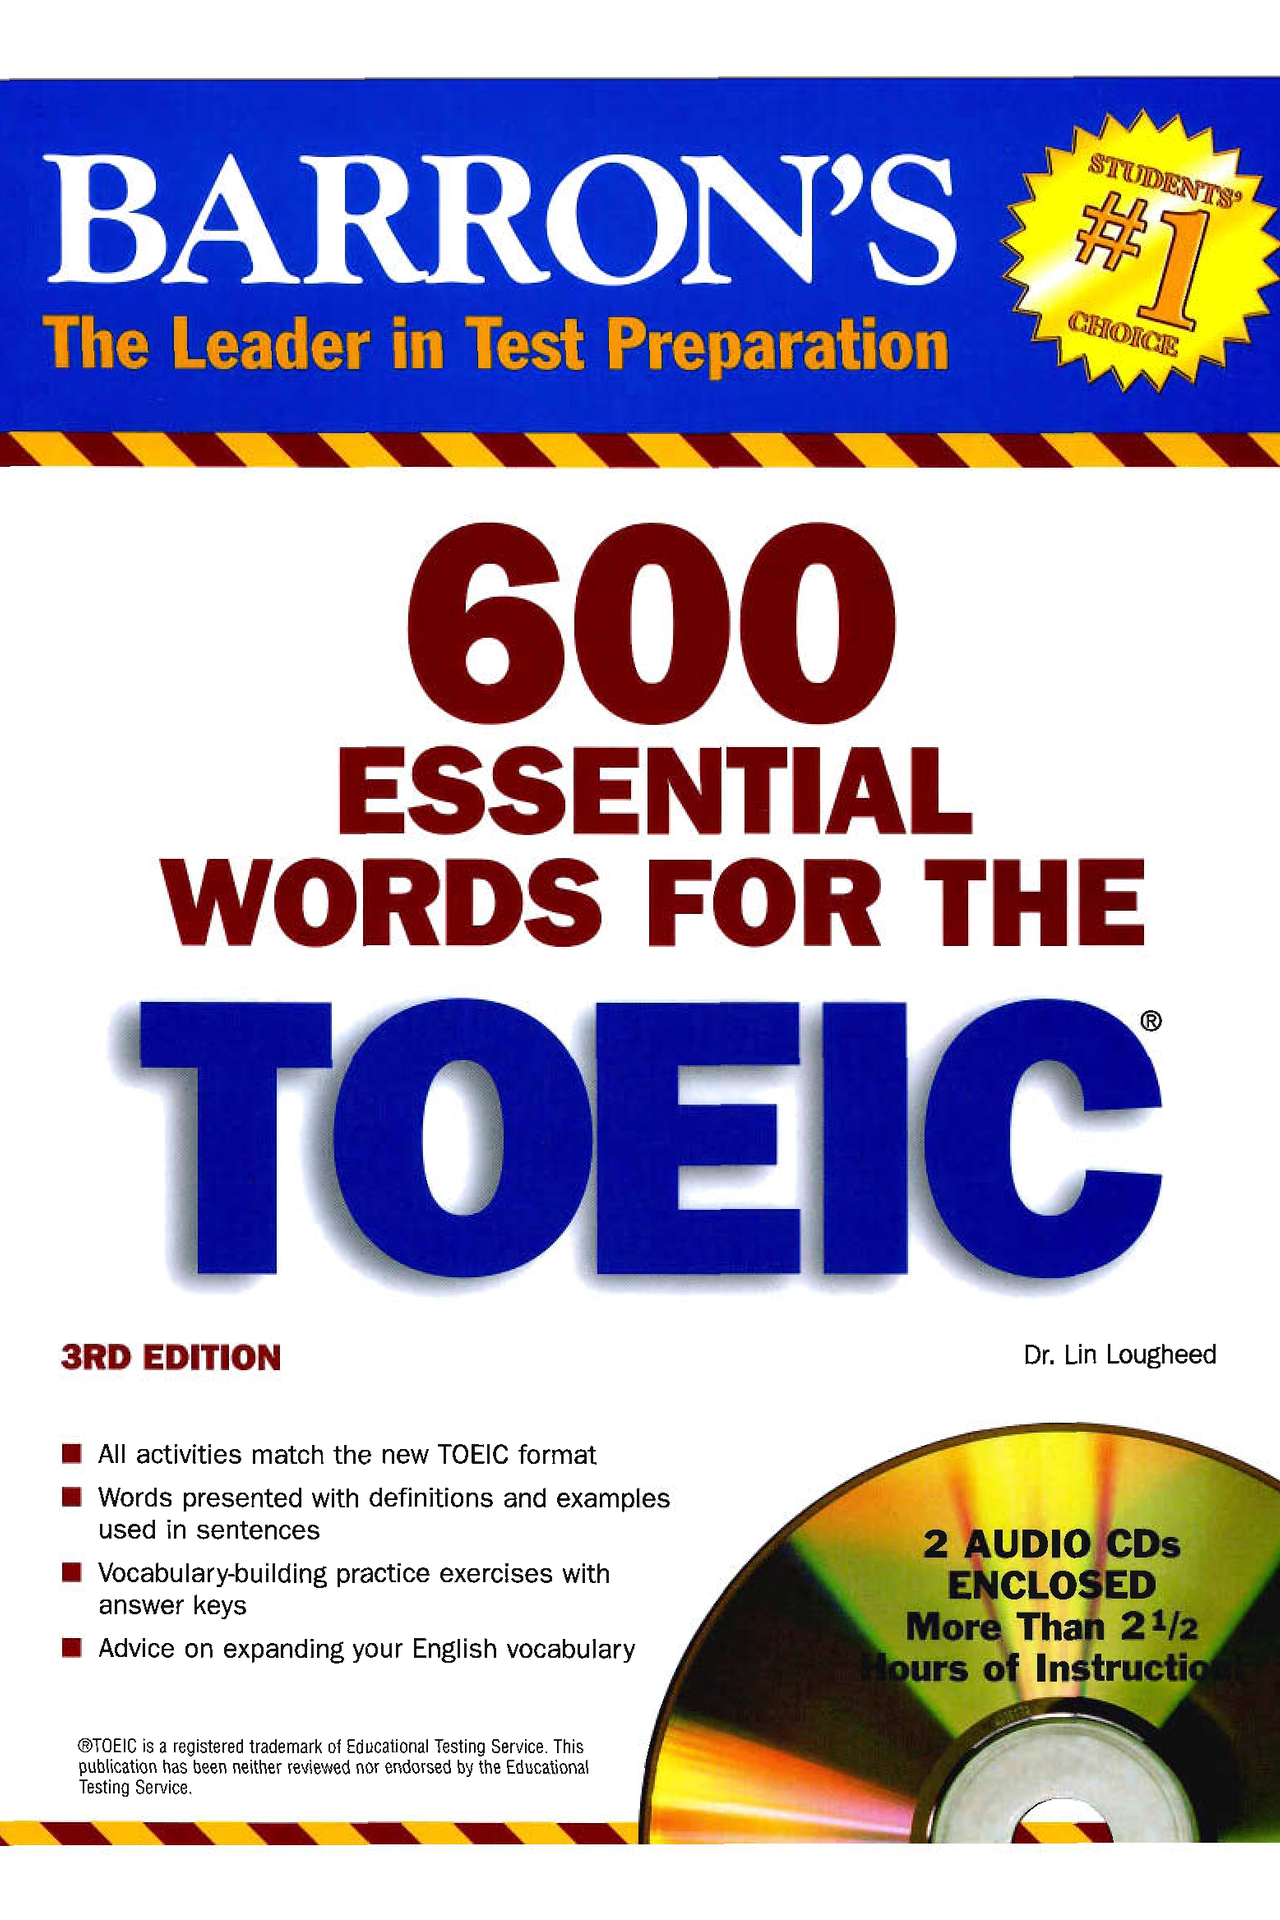 BARRON'S
The Leader in Test Preparation
STUDENTS'
#1
CHOICE
600
ESSENTIAL
WORDS FOR THE
TOEIC®
3RD EDITION
Dr. Lin Lougheed
■ All activities match the new TOEIC format
■ Words presented with definitions and examples
used in sentences
■ Vocabulary-building practice exercises with
answer keys
■ Advice on expanding your English vocabulary
2 AUDIO CDs
ENCLOSED
More Than 2 1/2
Hours of Instruction
®TOEIC is a registered trademark of Educational Testing Service. This
publication has been neither reviewed nor endorsed by the Educational
Testing Service.